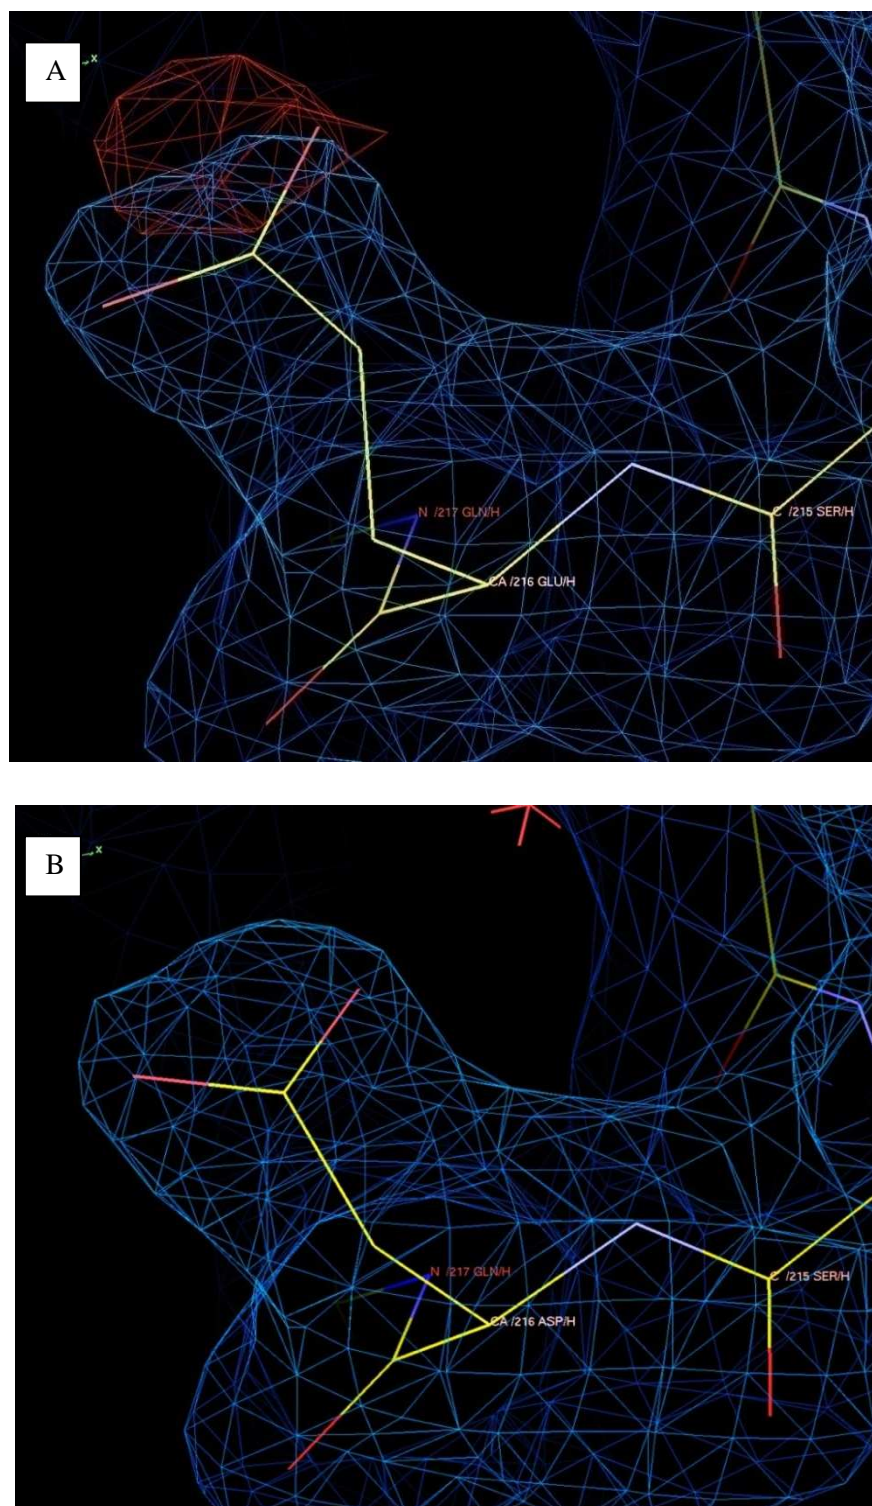 A
x
N /217 GLN/H
C /215 SER/H
CA /216 GLU/H
B
x
N /217 GLN/H
C /215 SER/H
CA /216 ASP/H